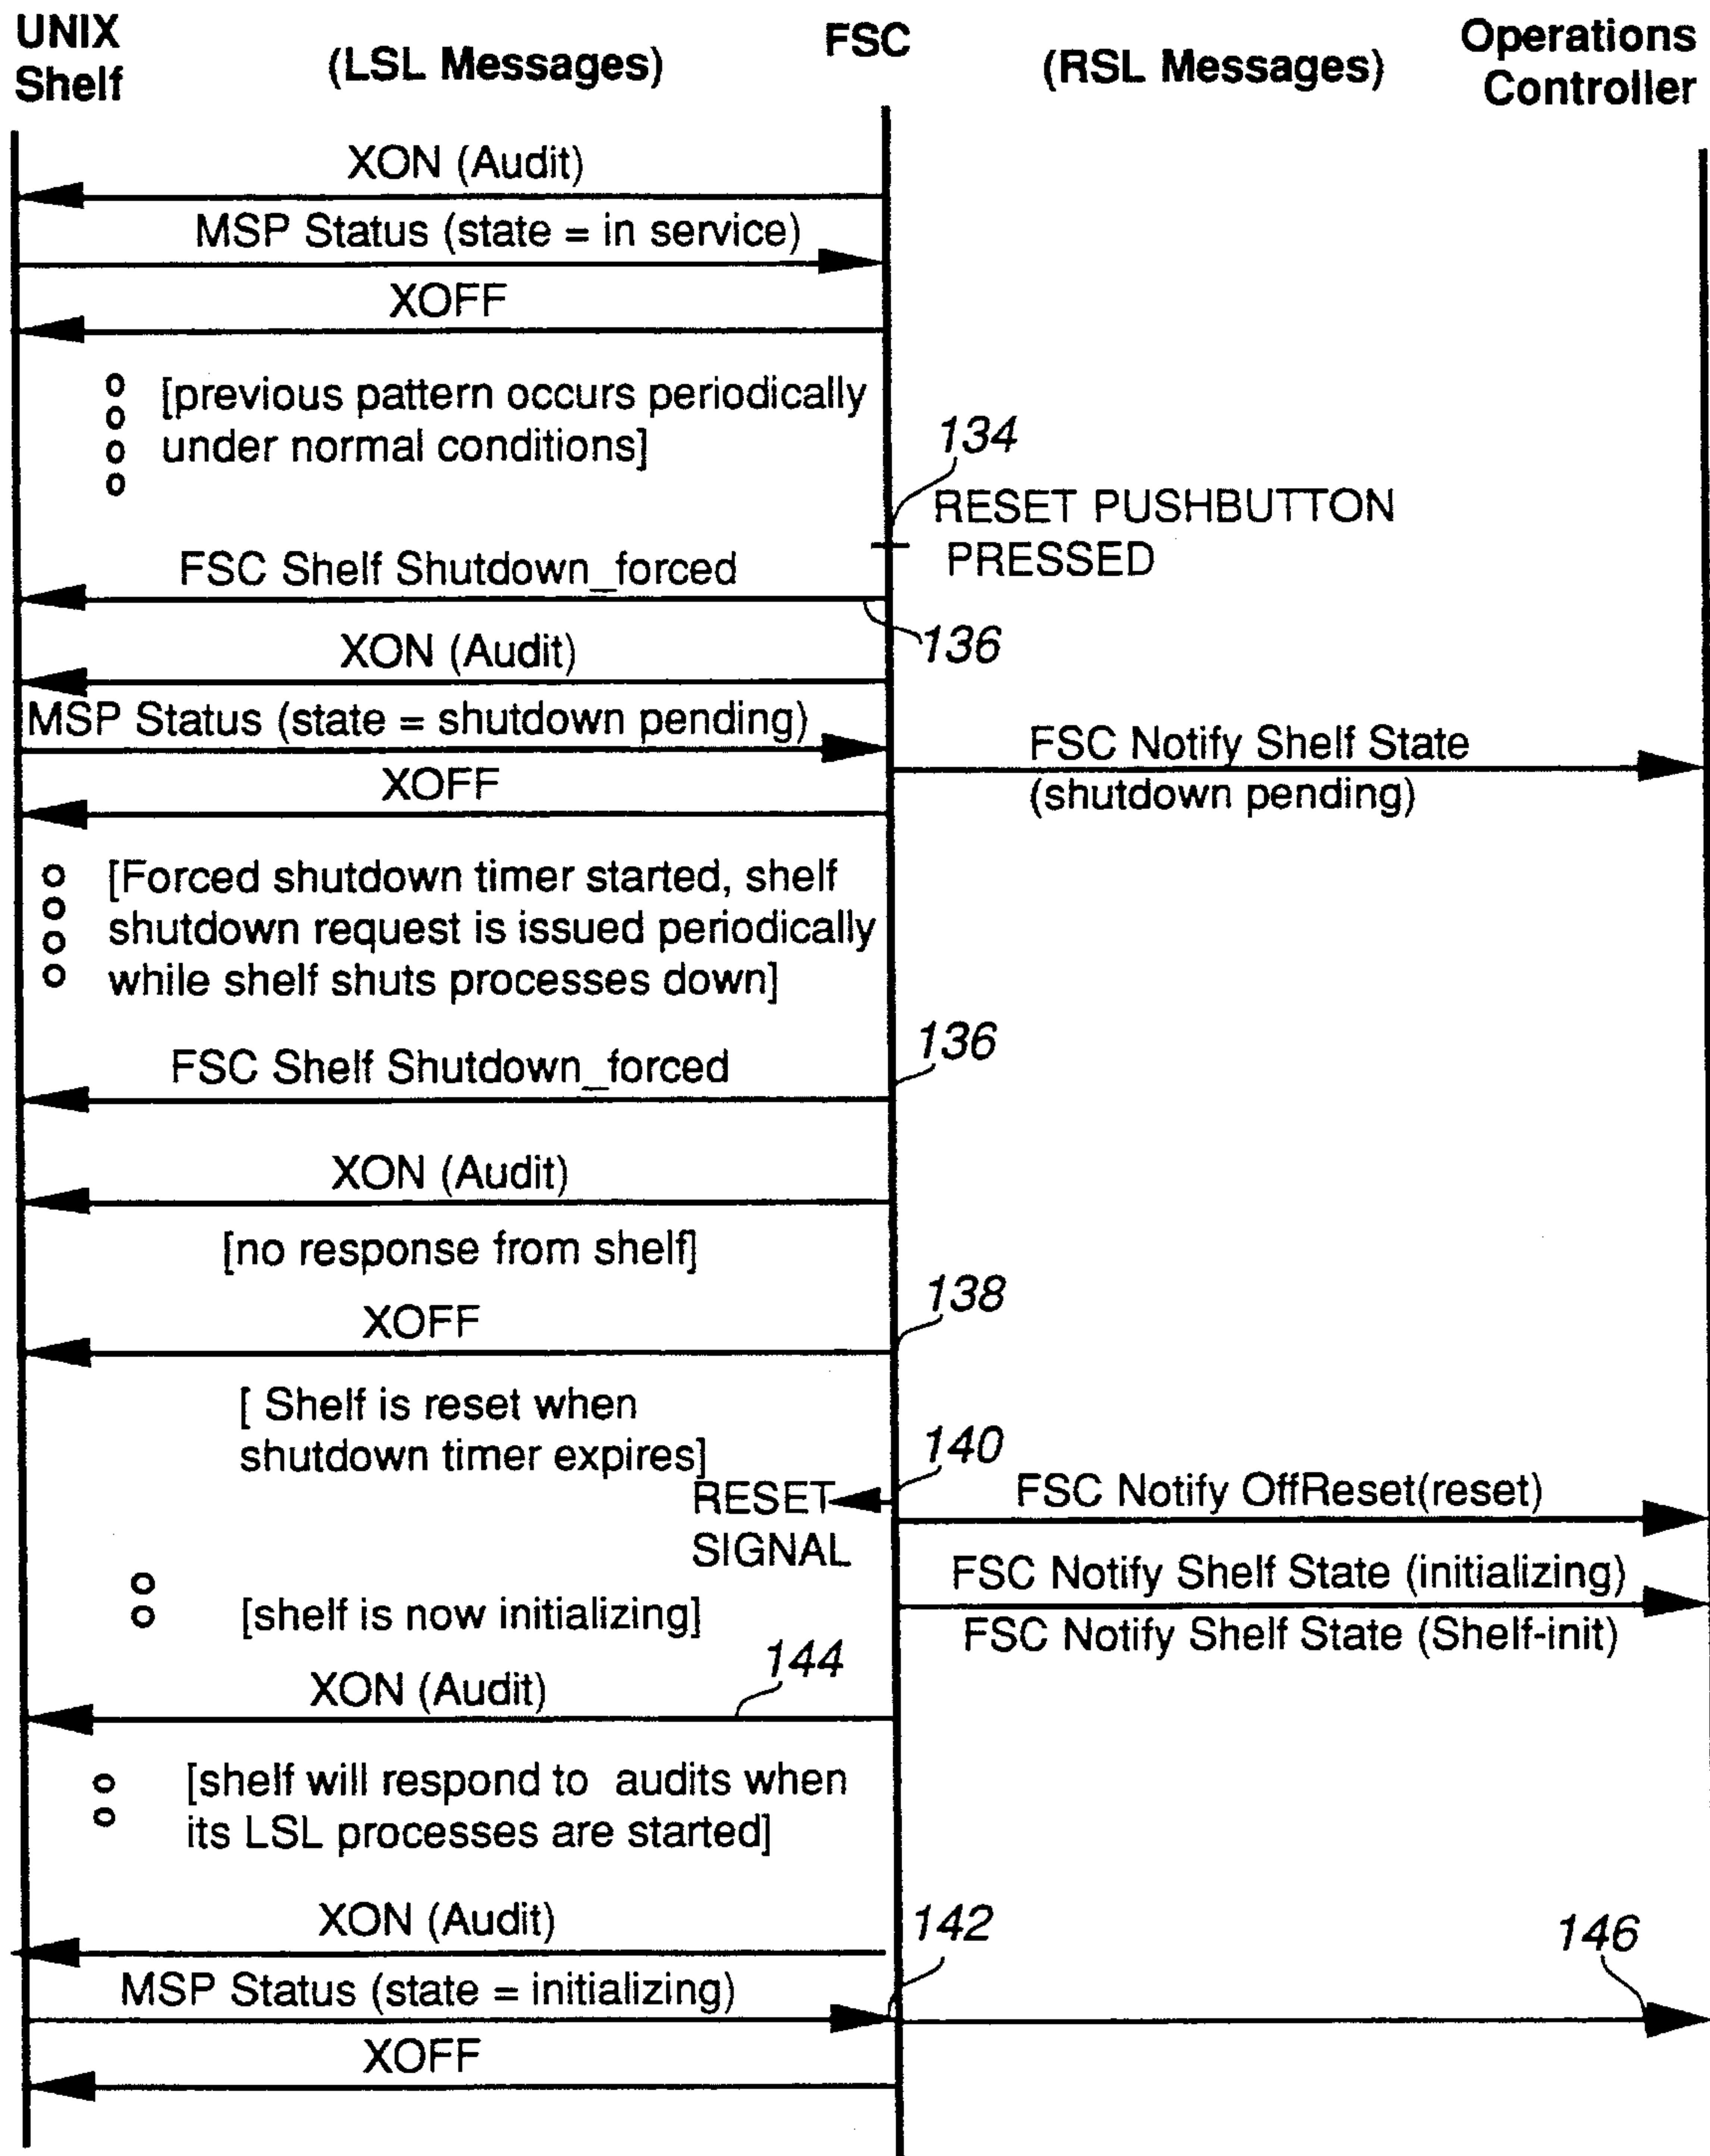 UNIX
Shelf
(LSL Messages)
FSC
(RSL Messages)
Operations
Controller
XON (Audit)
MSP Status (state = in service)
XOFF
[previous pattern occurs periodically
under normal conditions]
134
RESET PUSHBUTTON
PRESSED
FSC Shelf Shutdown_forced
136
XON (Audit)
MSP Status (state = shutdown pending)
FSC Notify Shelf State
(shutdown pending)
XOFF
[Forced shutdown timer started, shelf
shutdown request is issued periodically
while shelf shuts processes down]
136
FSC Shelf Shutdown_forced
XON (Audit)
[no response from shelf]
138
XOFF
[ Shelf is reset when
shutdown timer expires]
140
RESET
SIGNAL
FSC Notify OffReset(reset)
FSC Notify Shelf State (initializing)
[shelf is now initializing]
FSC Notify Shelf State (Shelf-init)
144
XON (Audit)
[shelf will respond to audits when
its LSL processes are started]
XON (Audit)
142
146
MSP Status (state = initializing)
XOFF